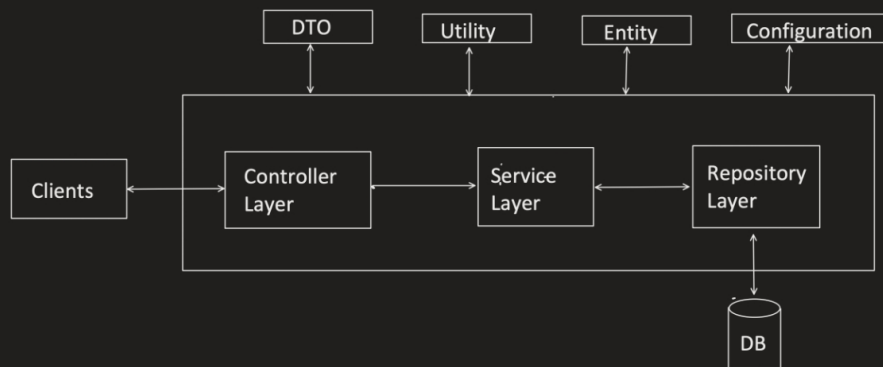 DTO
Utility
Entity
Configuration
Clients
Controller
Layer
Service
Layer
Repository
Layer
DB